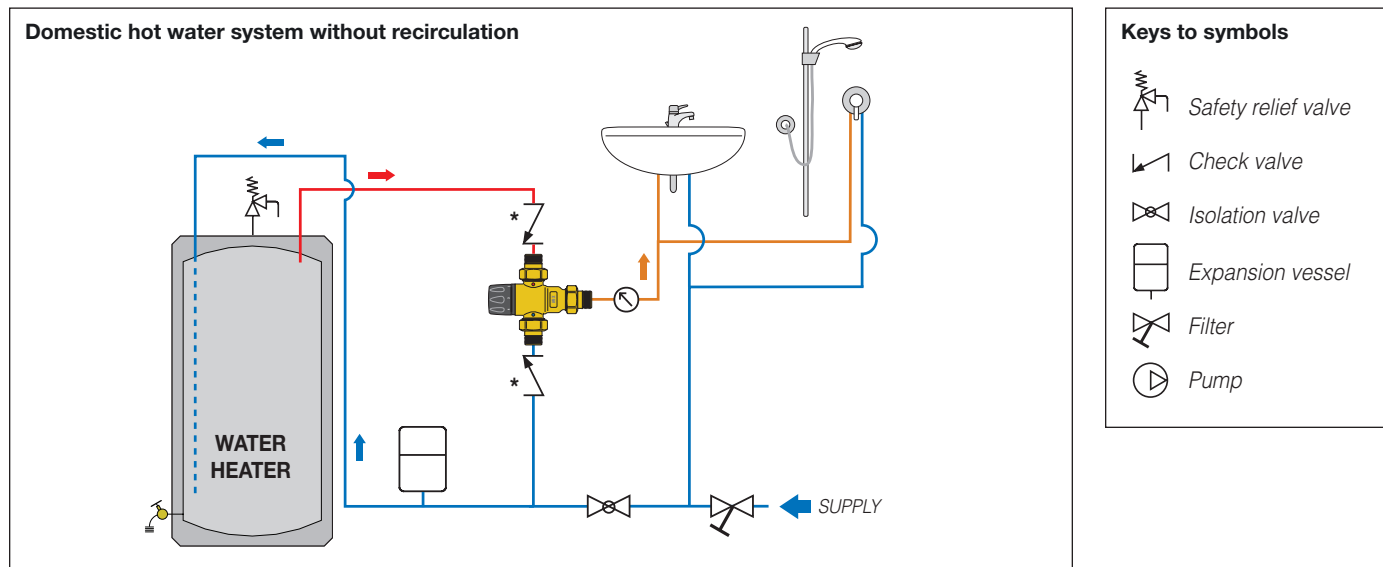 Domestic hot water system without recirculation
*
*
WATER
HEATER
SUPPLY
Keys to symbols
Safety relief valve
Check valve
Isolation valve
Expansion vessel
Filter
Pump